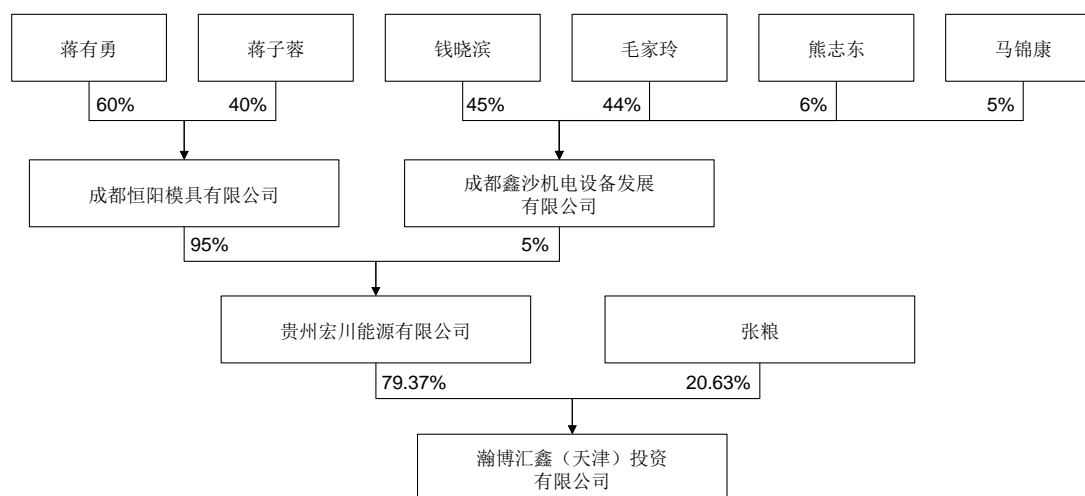 蒋有勇
蒋子蓉
钱晓滨
毛家玲
熊志东
马锦康
60%
40%
45%
44%
6%
5%
成都恒阳模具有限公司
成都鑫沙机电设备发展
有限公司
95%
5%
贵州宏川能源有限公司
张粮
79.37%
20.63%
瀚博汇鑫（天津）投资
有限公司